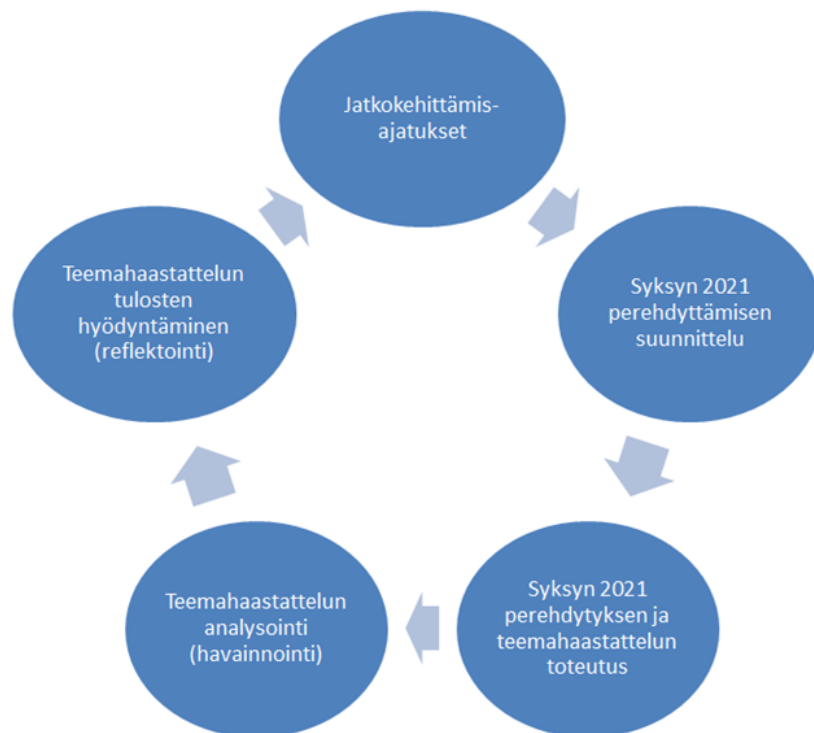 Jatkokehittämis-
ajatukset
Syksyn 2021
perehdyttämisen
suunnittelu
Syksyn 2021
perehdytyksen ja
teemahaastattelun
toteutus
Teemahaastattelun
analysointi
(havainnointi)
Teemahaastattelun
tulosten
hyödyntäminen
(reflektointi)